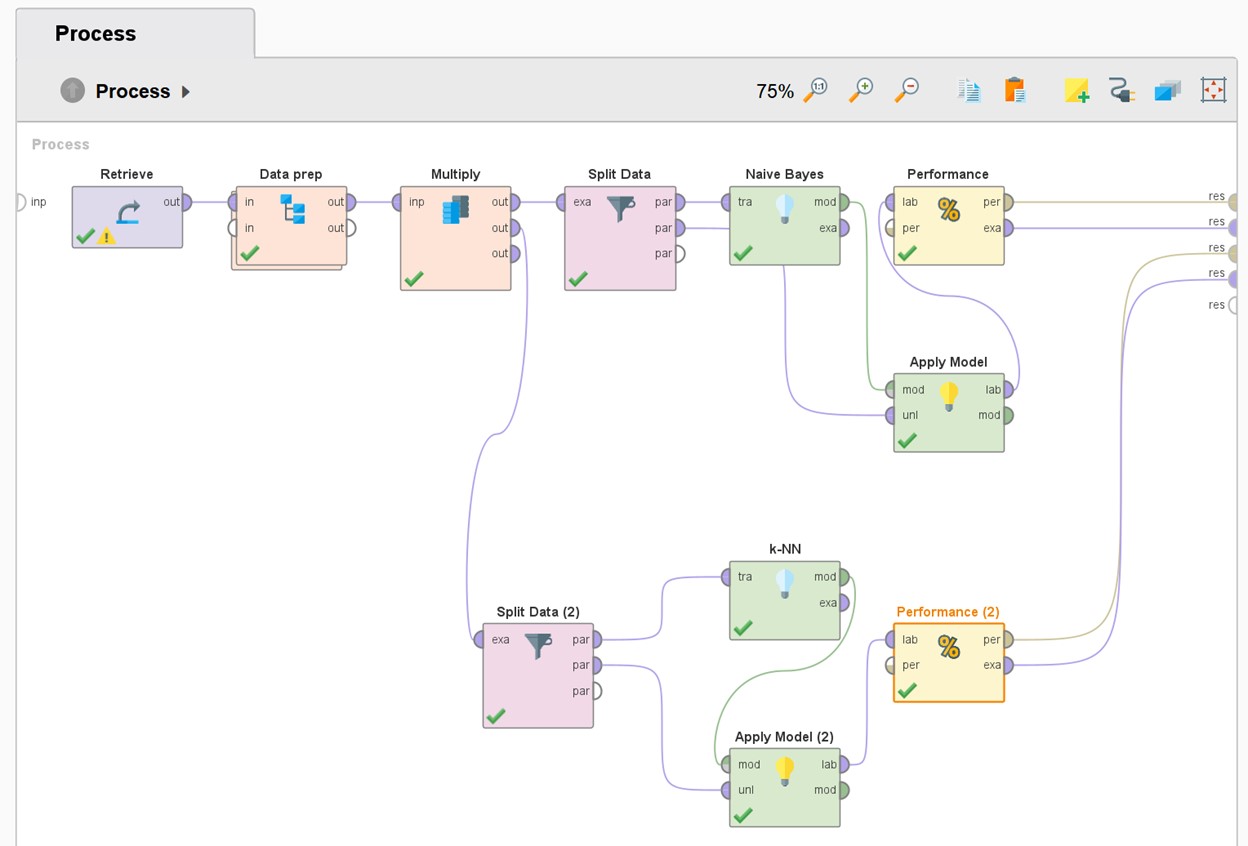 Process
Process
75%
1:1
Process
Retrieve
Data prep
Multiply
Split Data
Naive Bayes
Performance
inp
out
in
out
inp
out
exa
par
tra
mod
lab
per
res
in
out
out
par
exa
per
exa
res
out
par
res
res
res
Apply Model
mod
lab
unl
mod
k-NN
tra
mod
exa
Split Data (2)
Performance (2)
exa
par
lab
per
par
per
exa
par
Apply Model (2)
mod
lab
unl
mod